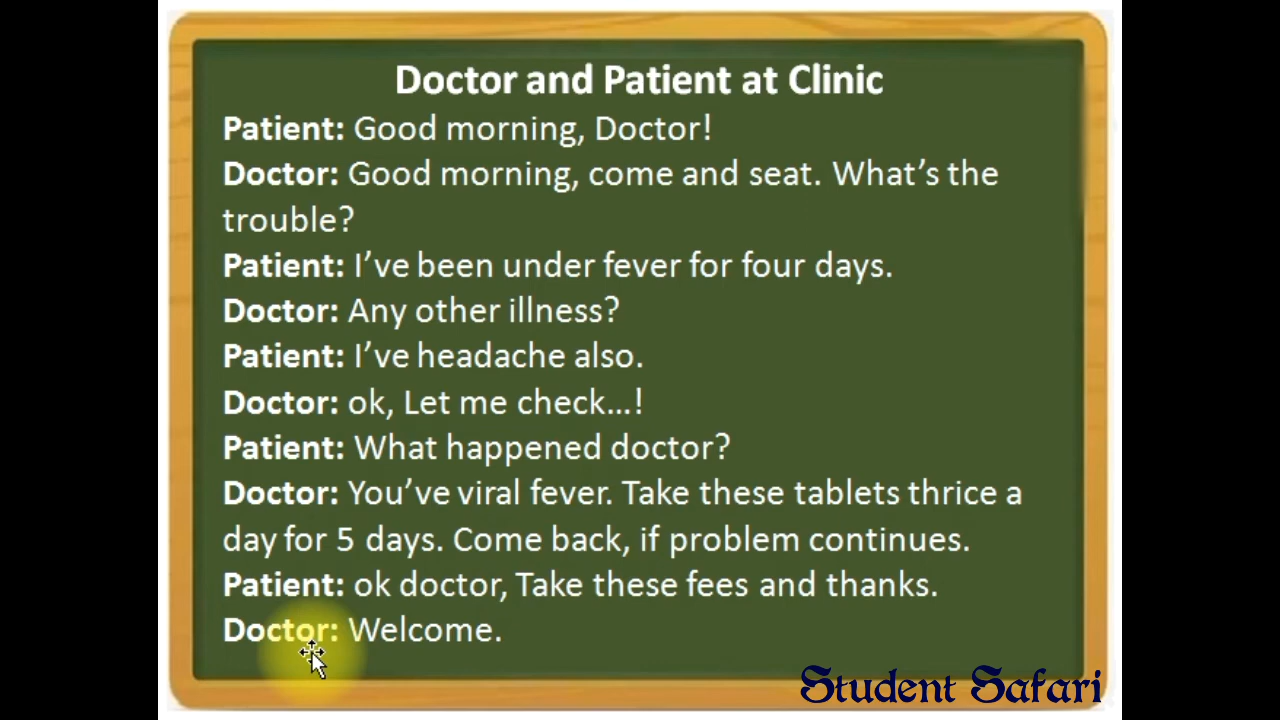 Doctor and Patient at Clinic
Patient: Good morning, Doctor!
Doctor: Good morning, come and seat. What’s the
trouble?
Patient: I’ve been under fever for four days.
Doctor: Any other illness?
Patient: I’ve headache also.
Doctor: ok, Let me check...!
Patient: What happened doctor?
Doctor: You’ve viral fever. Take these tablets thrice a
day for 5 days. Come back, if problem continues.
Patient: ok doctor, Take these fees and thanks.
Doctor: Welcome.
Student Safari